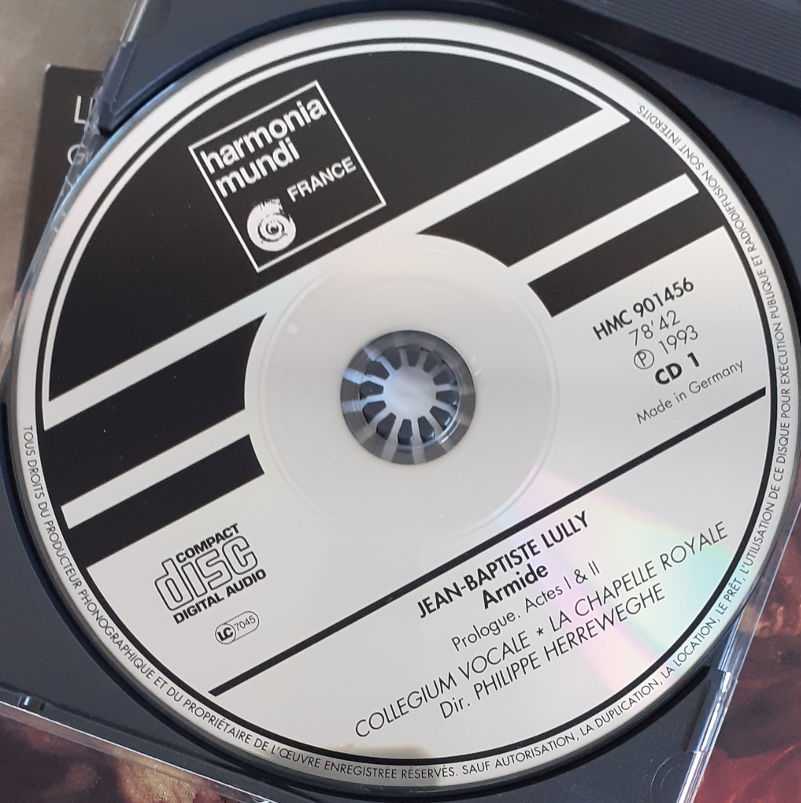 harmonia
mundi
FRANCE
HMC 901456
78'42
Ⓟ 1993
CD 1
Made in Germany
COMPACT
disc
DIGITAL AUDIO
LC 7045
JEAN-BAPTISTE LULLY
Armide
Prologue. Actes I & II
COLLEGIUM VOCALE * LA CHAPELLE ROYALE
Dir. PHILIPPE HERREWEGHE
TOUS DROITS DU PRODUCTEUR PHONOGRAPHIQUE ET DU PROPRIÉTAIRE DE L'ŒUVRE ENREGISTRÉE RÉSERVÉS. SAUF AUTORISATION, LA DUPLICATION, LA LOCATION, LE PRÊT, L'UTILISATION DE CE DISQUE POUR EXÉCUTION PUBLIQUE ET RADIODIFFUSION SONT INTERDITS.